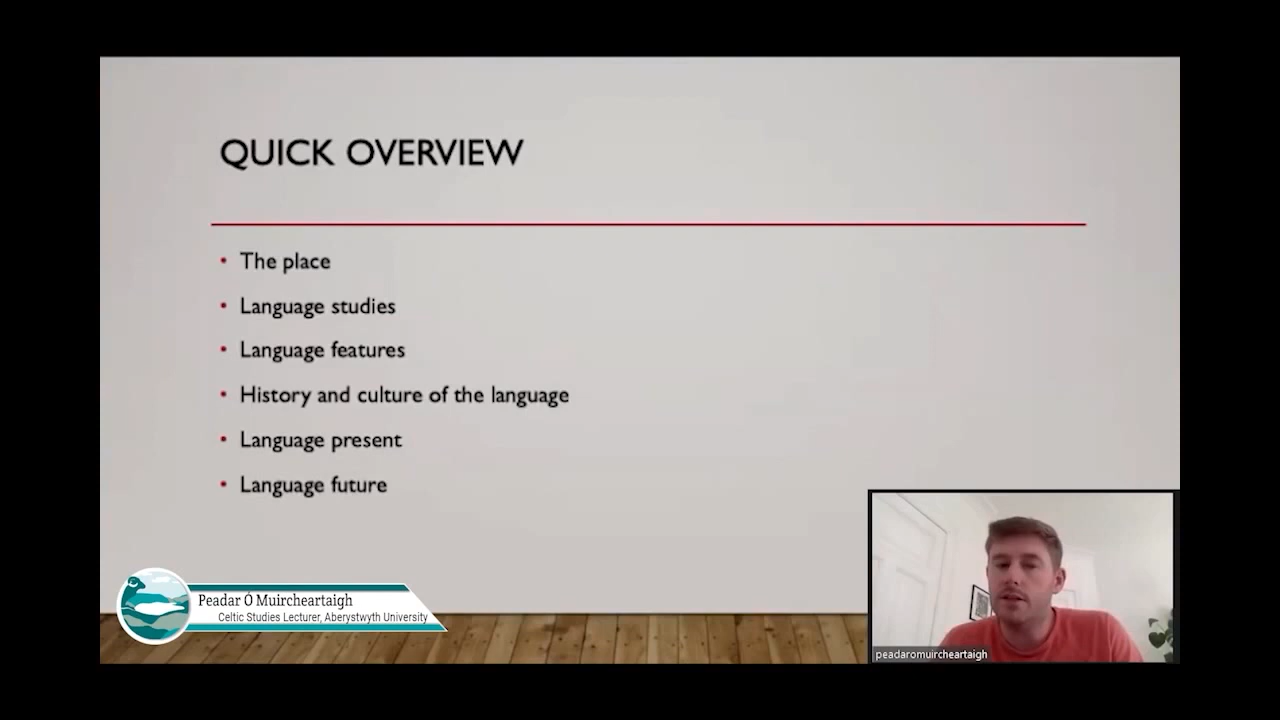 QUICK OVERVIEW
• The place
• Language studies
• Language features
• History and culture of the language
• Language present
• Language future
Peadar Ó Muircheartaigh
Celtic Studies Lecturer, Aberystwyth University
peadaromuircheartaigh